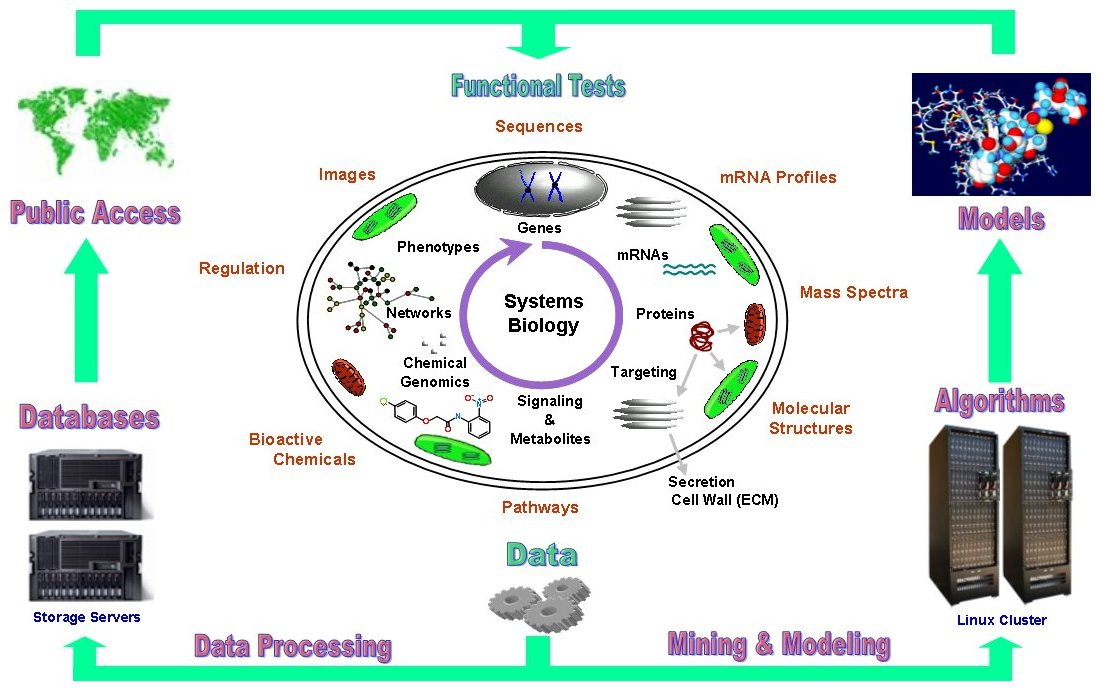 Functional Tests
Sequences
Images
mRNA Profiles
Public Access
Models
Genes
Phenotypes
mRNAs
Regulation
Mass Spectra
Systems
Biology
Networks
Proteins
Chemical
Genomics
Targeting
Databases
Algorithms
Cl
O
O
N
O
N
O
Signaling
&
Metabolites
Molecular
Structures
Bioactive
Chemicals
Secretion
Cell Wall (ECM)
Pathways
Data
Storage Servers
Linux Cluster
Data Processing
Mining & Modeling